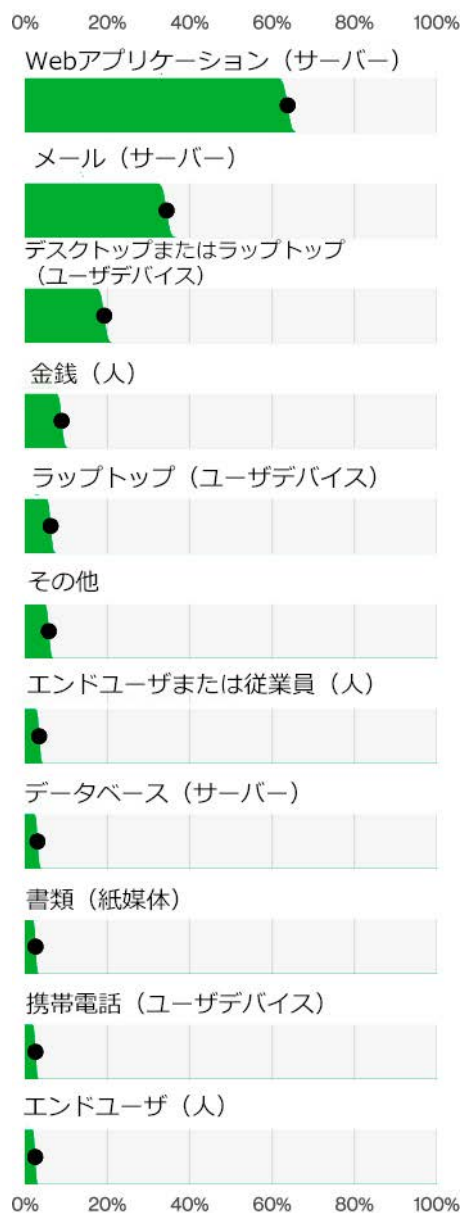 0% 20% 40% 60% 80% 100%
Webアプリケーション（サーバー）
メール（サーバー）
デスクトップまたはラップトップ
（ユーザデバイス）
金銭（人）
ラップトップ（ユーザデバイス）
その他
エンドユーザまたは従業員（人）
データベース（サーバー）
書類（紙媒体）
携帯電話（ユーザデバイス）
エンドユーザ（人）
0% 20% 40% 60% 80% 100%